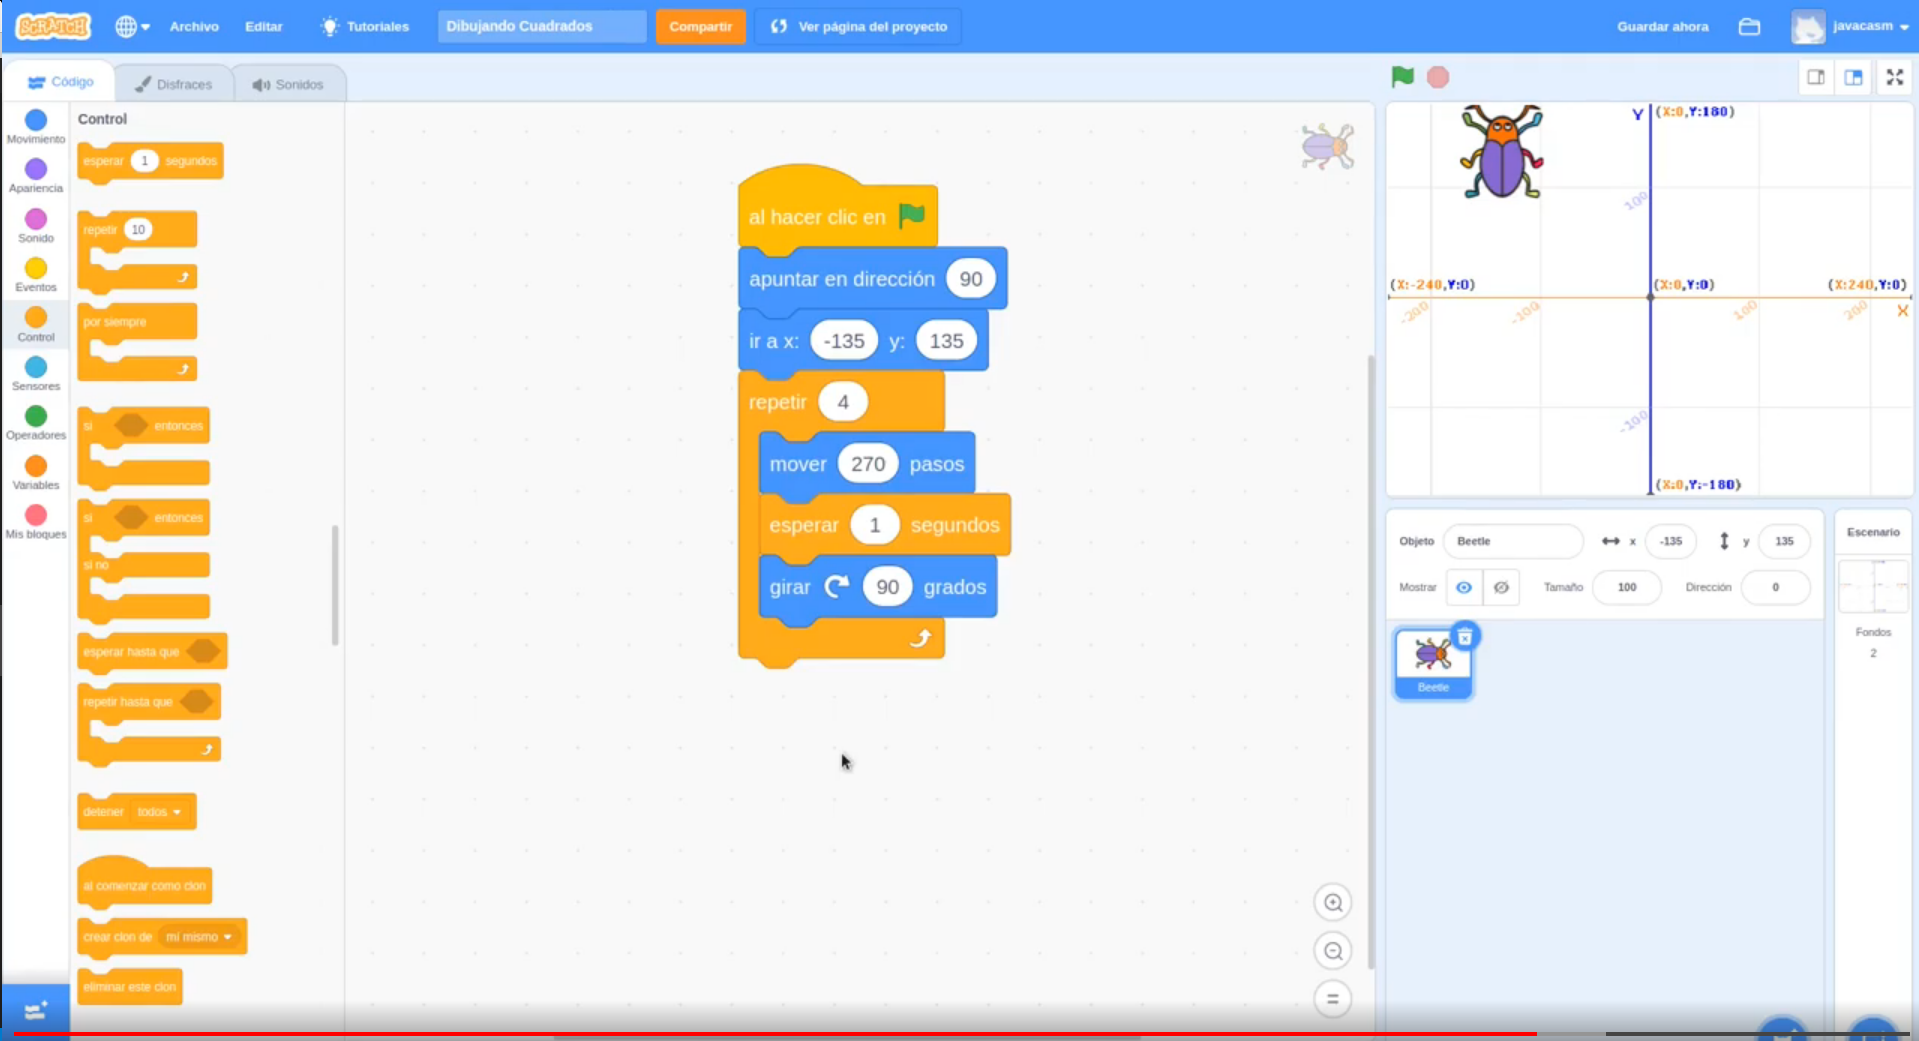 SCRATCH
Archivo
Editar
Tutoriales
Dibujando Cuadrados
Compartir
Ver página del proyecto
Guardar ahora
javacasm
Código
Disfraces
Sonidos
Movimiento
Apariencia
Sonido
Eventos
Control
Sensores
Operadores
Variables
Mis bloques
Control
esperar 1 segundos
repetir 10
por siempre
si entonces
si entonces
si no
esperar hasta que
repetir hasta que
detener todos
al comenzar como clon
crear clon de mí mismo
eliminar este clon
al hacer clic en
apuntar en dirección 90
ir a x: -135 y: 135
repetir 4
mover 270 pasos
esperar 1 segundos
girar 90 grados
Y (X:0,Y:180)
100
(X:-240,Y:0) (X:0,Y:0) (X:240,Y:0)
-200 -100 100 200 X
-100
(X:0,Y:-180)
Objeto Beetle x -135 y 135
Mostrar Tamaño 100 Dirección 0
Beetle
Escenario
Fondos
2